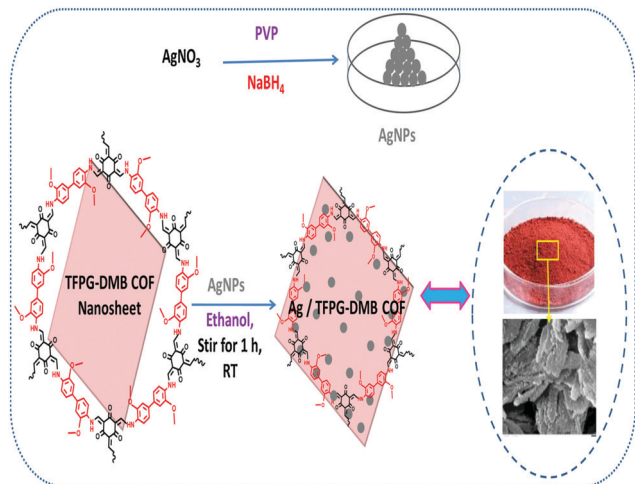 PVP
AgNO3
NaBH4
AgNPs
TFPG-DMB COF
Nanosheet
AgNPs
Ethanol,
Stir for 1 h,
RT
Ag / TFPG-DMB COF